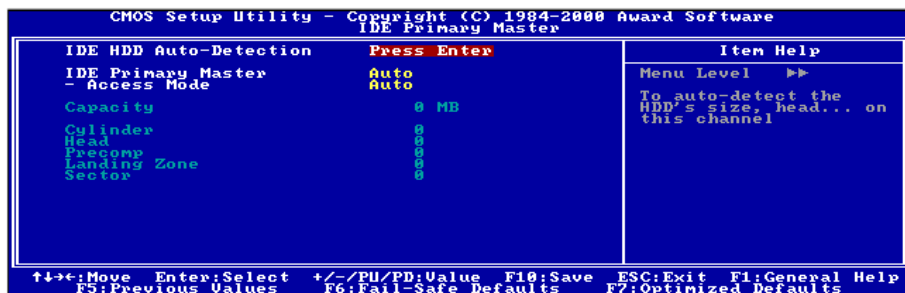 CMOS Setup Utility - Copyright (C) 1984-2000 Award Software
IDE Primary Master
IDE HDD Auto-Detection Press Enter
IDE Primary Master Auto
- Access Mode Auto
Capacity 0 MB
Cylinder 0
Head 0
Precomp 0
Landing Zone 0
Sector 0
Item Help
Menu Level ▶▶
To auto-detect the
HDD's size, head... on
this channel
↑↓→←:Move Enter:Select +/-/PU/PD:Value F10:Save ESC:Exit F1:General Help
F5:Previous Values F6:Fail-Safe Defaults F7:Optimized Defaults